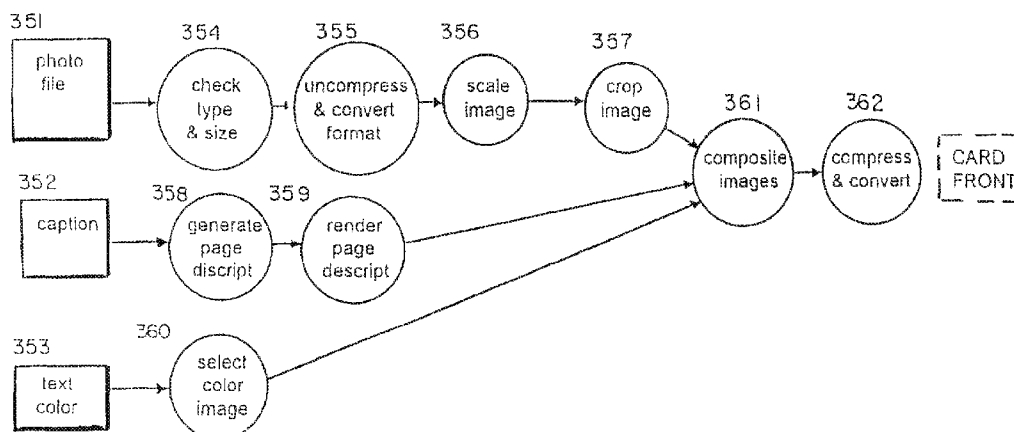 351
photo
file
354
check
type
& size
355
uncompress
& convert
format
356
scale
image
357
crop
image
361
composite
images
362
compress
& convert
CARD
FRONT
352
caption
358
generate
page
discript
359
render
page
descript
353
text
color
360
select
color
image